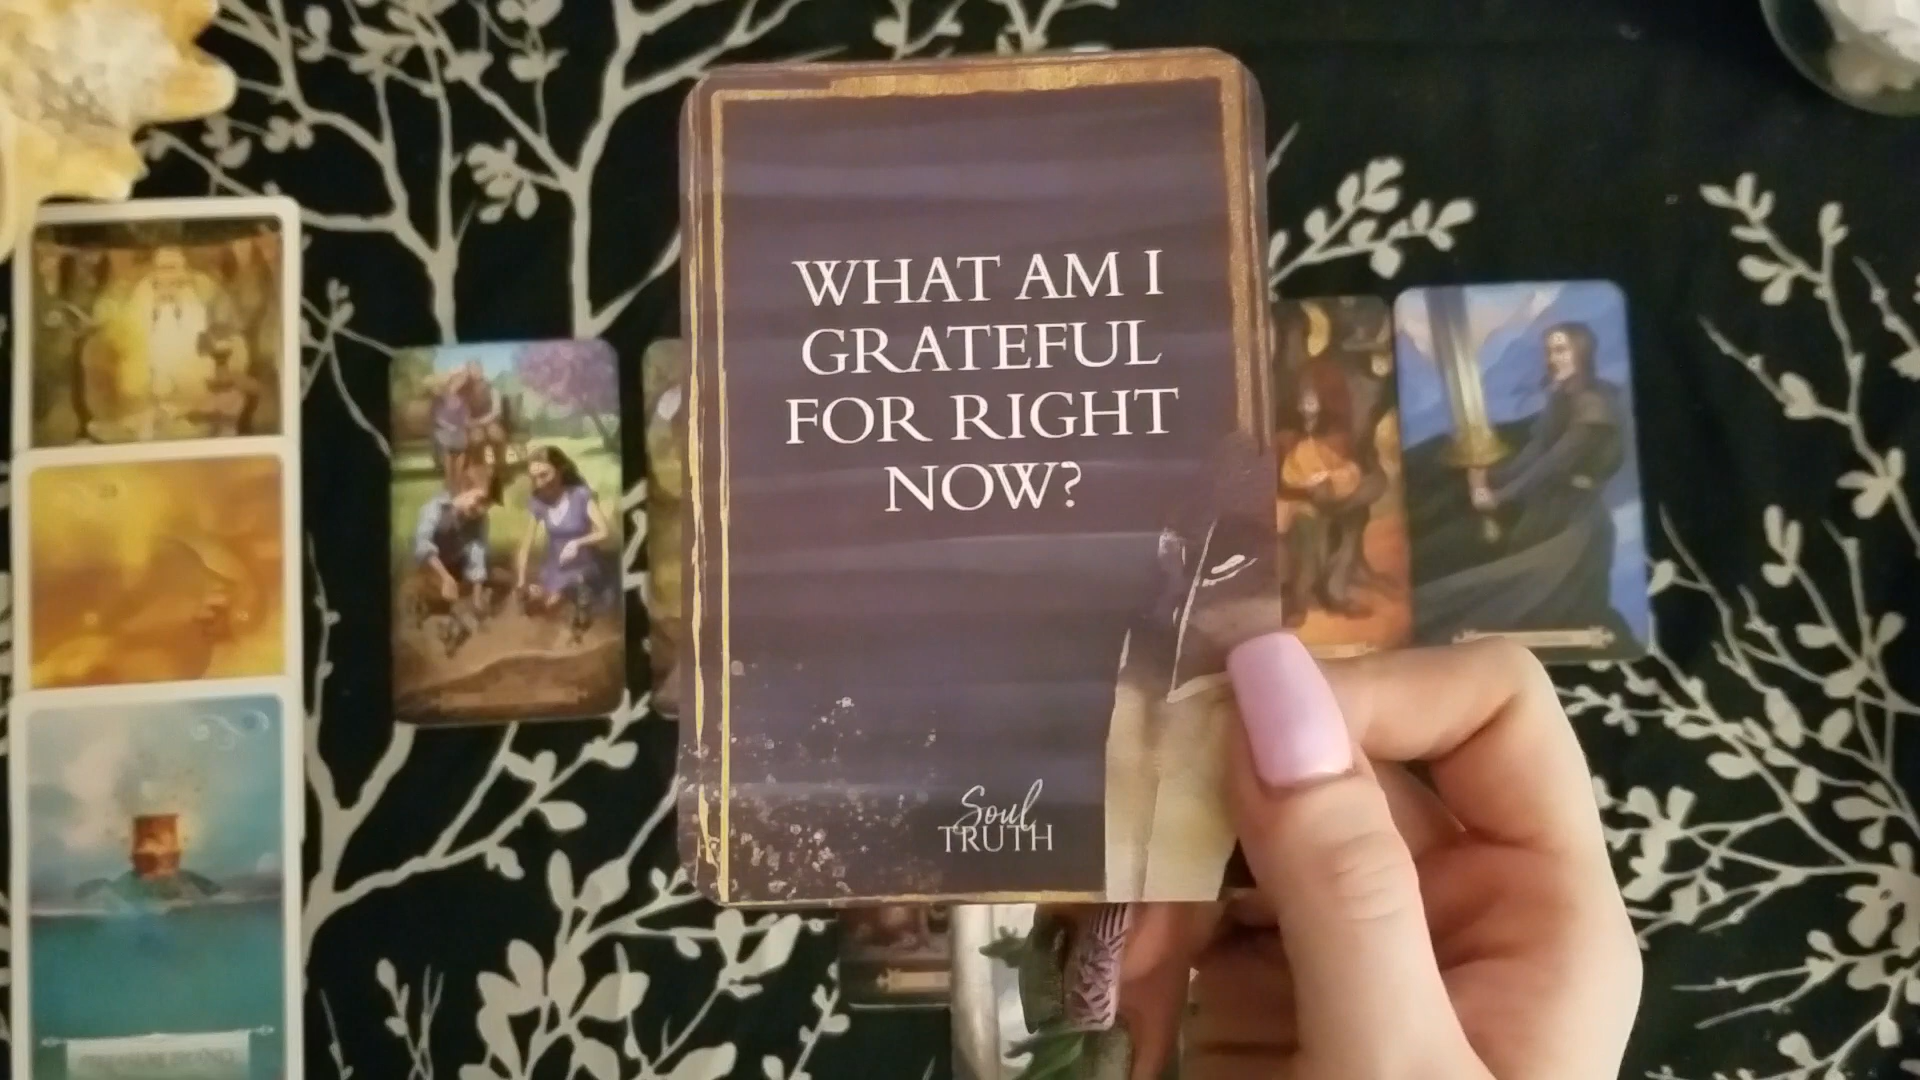 WHAT AM I
GRATEFUL
FOR RIGHT
NOW?
Soul
TRUTH